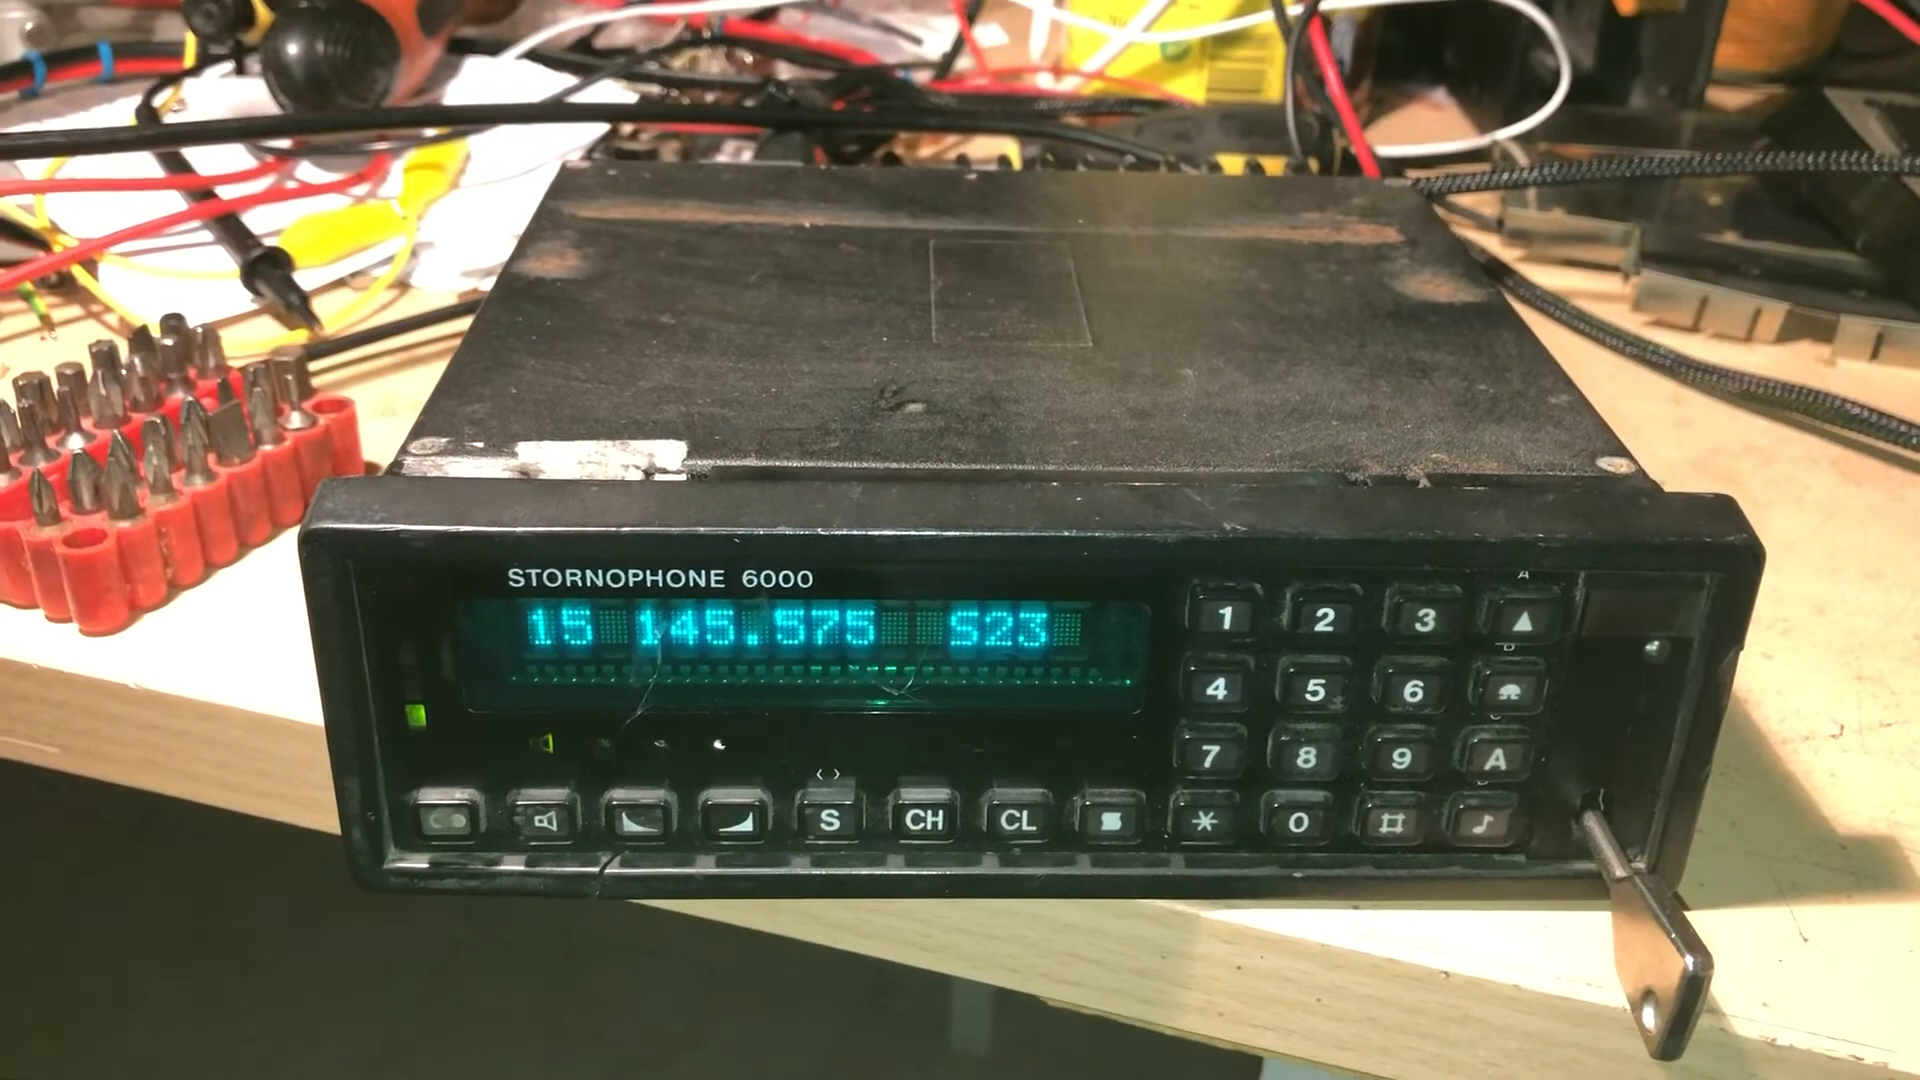 STORNOPHONE 6000
15 145.575 S23
A
1 2 3 ▲
B
4 5 6
C
7 8 9 A
D
< >
S CH CL * 0 # ♪